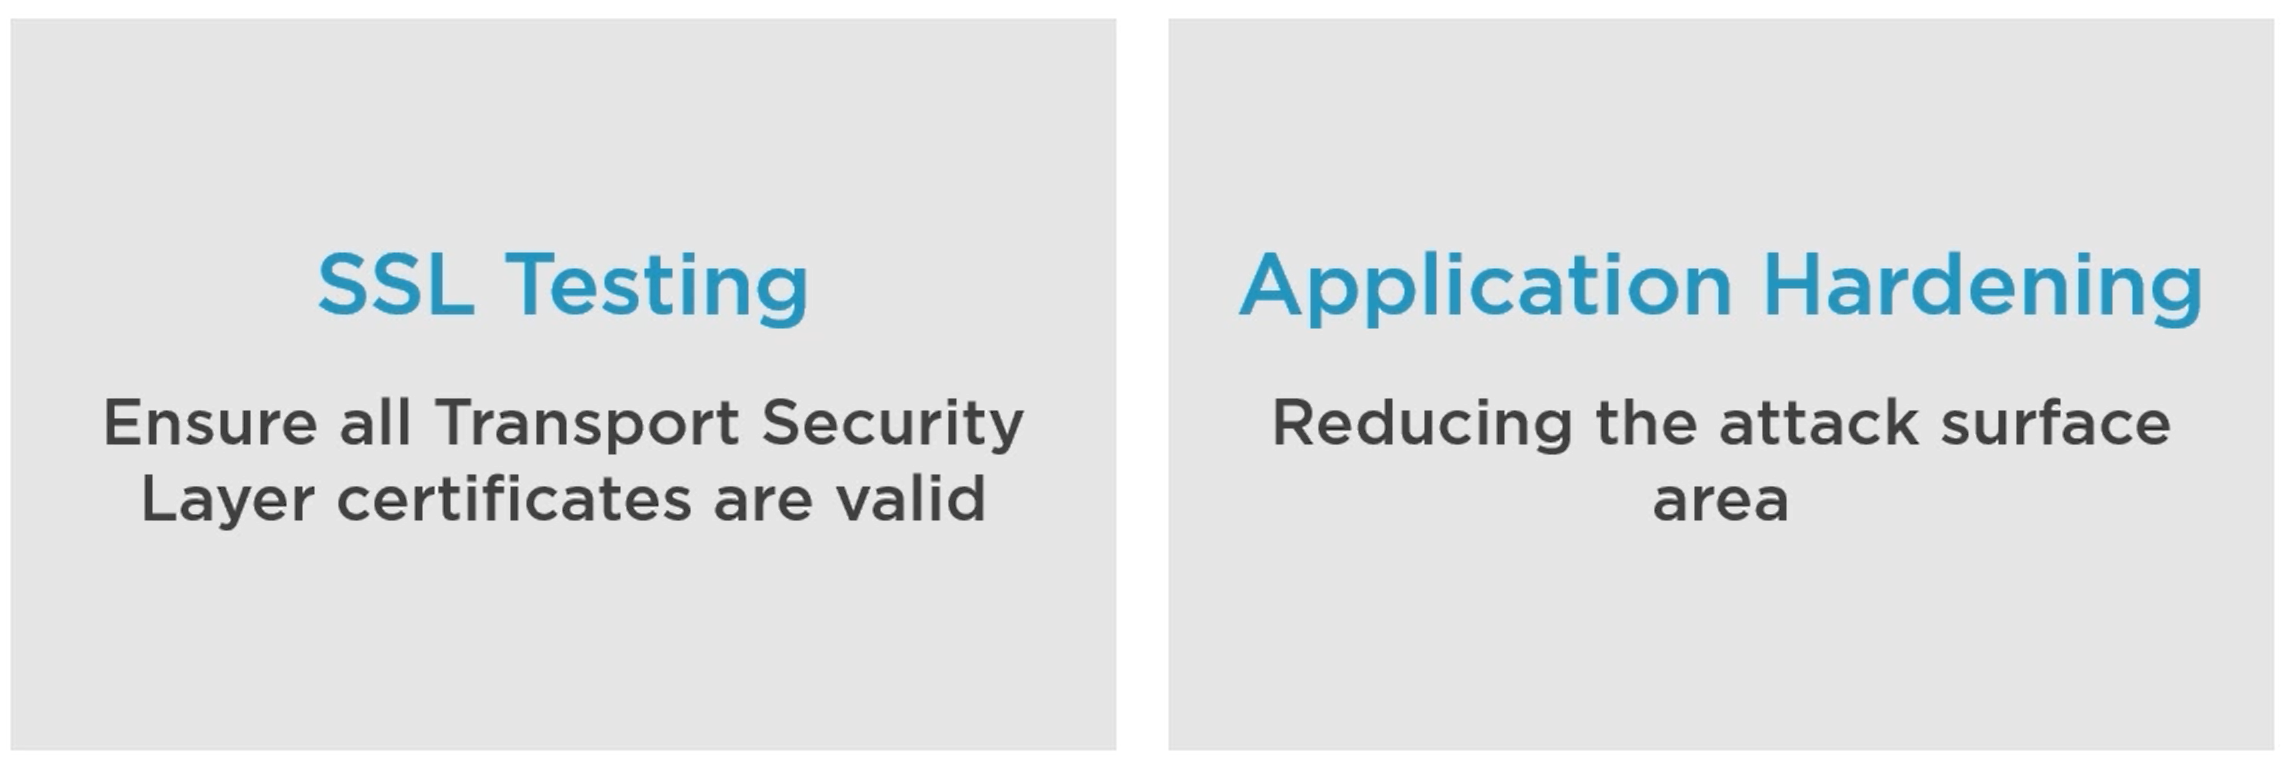 SSL Testing
Ensure all Transport Security
Layer certificates are valid
Application Hardening
Reducing the attack surface
area